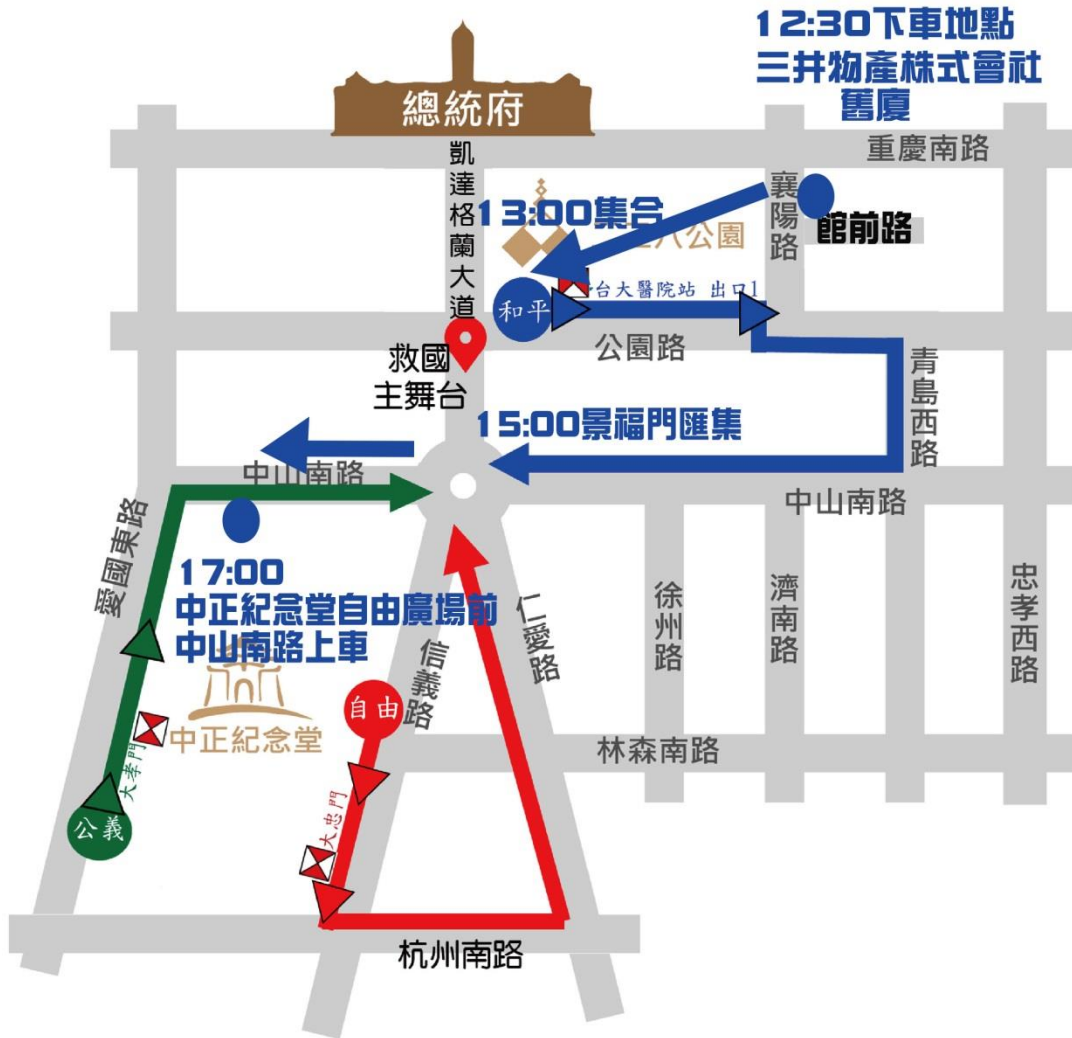 12:30下車地點
三井物產株式會社
舊廈
總統府
重慶南路
凱達格蘭大道
襄陽路
13:00集合
二二八公園
館前路
台大醫院站 出口1
和平
公園路
救國
主舞台
青島西路
15:00景福門匯集
中山南路
中山南路
愛國東路
17:00
中正紀念堂自由廣場前
中山南路上車
信義路
仁愛路
徐州路
濟南路
忠孝西路
中正紀念堂
自由
林森南路
大孝門
公義
大忠門
杭州南路